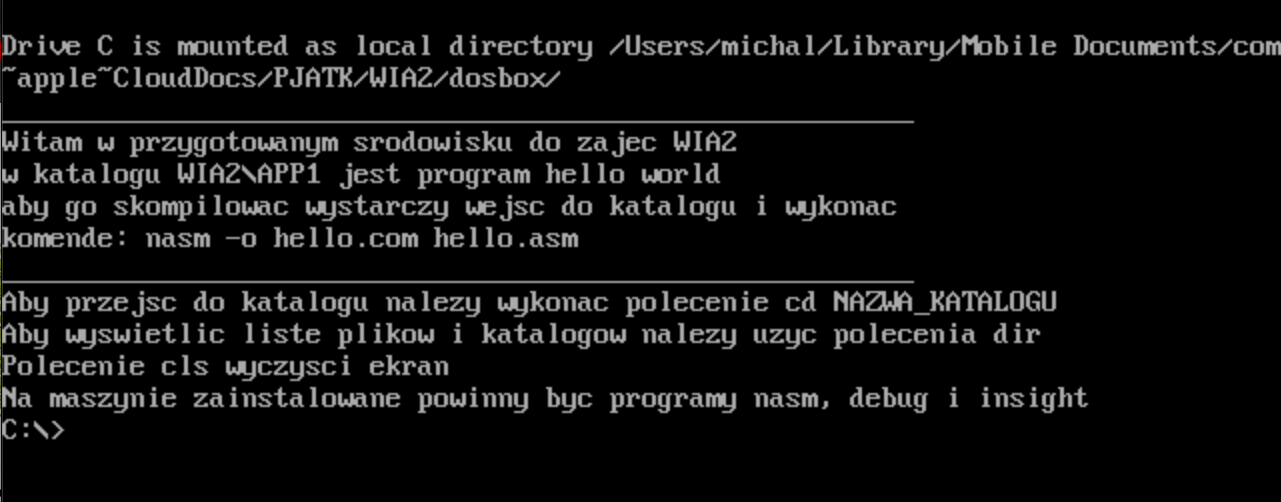 Drive C is mounted as local directory /Users/michal/Library/Mobile Documents/com
~apple~CloudDocs/PJATK/WIA2/dosbox/
Witam w przygotowanym srodowisku do zajec WIA2
w katalogu WIA2\APP1 jest program hello world
aby go skompilowac wystarczy wejsc do katalogu i wykonac
komende: nasm -o hello.com hello.asm
Aby przejsc do katalogu nalezy wykonac polecenie cd NAZWA_KATALOGU
Aby wyswietlic liste plikow i katalogow nalezy uzyc polecenia dir
Polecenie cls wyczysci ekran
Na maszynie zainstalowane powinny byc programy nasm, debug i insight
C:\>